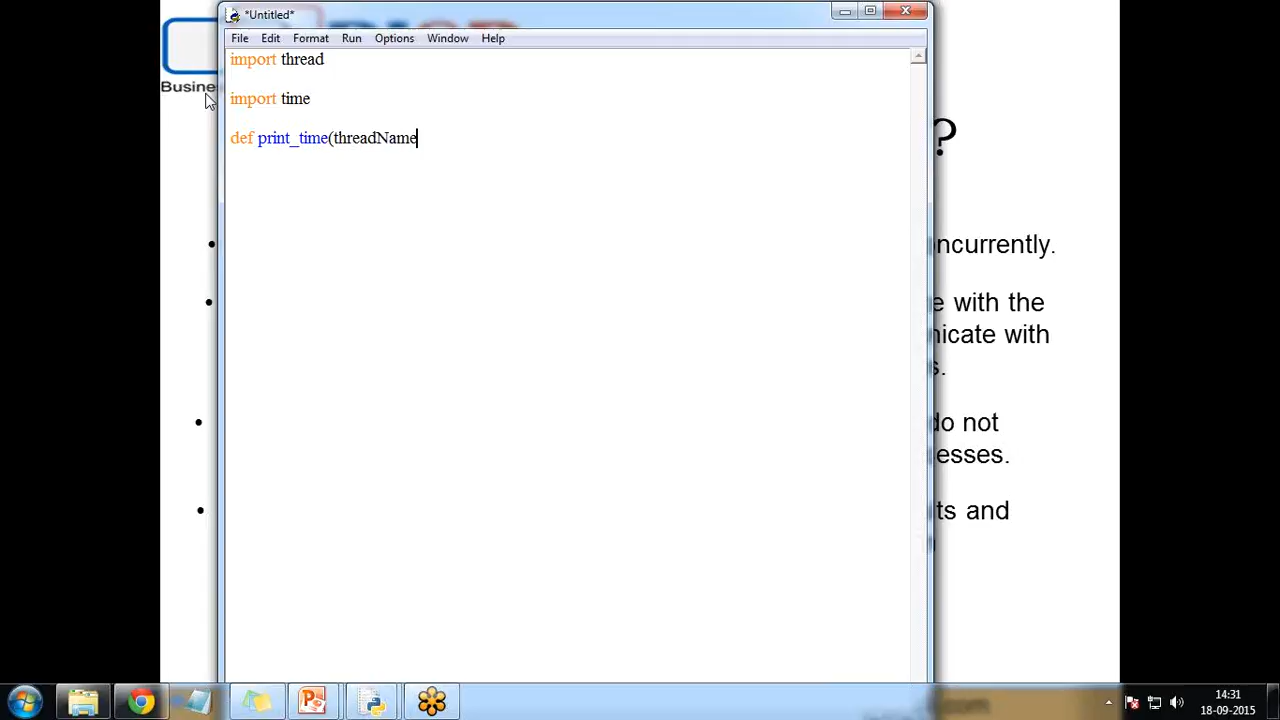 *Untitled*
File Edit Format Run Options Window Help
import thread
Busine
import time
def print_time(threadName
?
oncurrently.
e with the
nicate with
s.
do not
esses.
ts and
14:31
18-09-2015